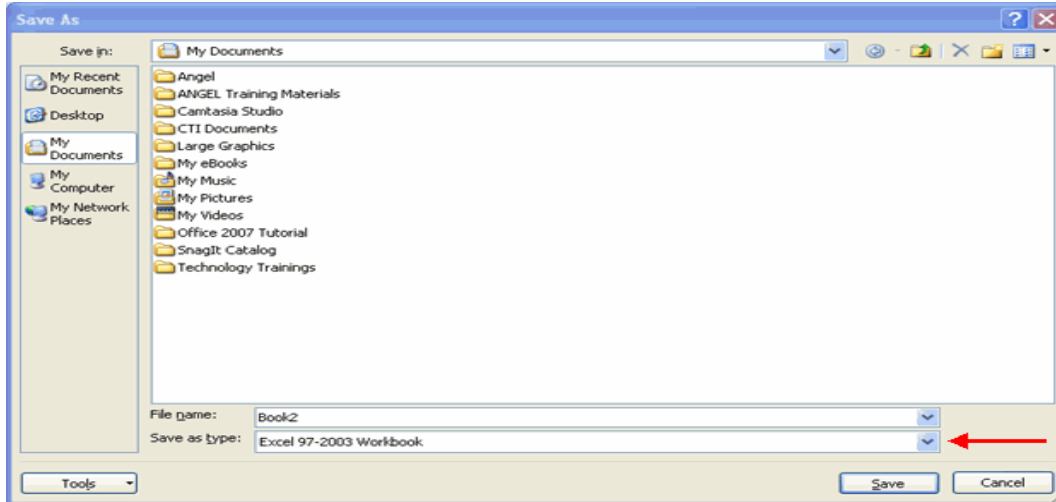 Save As
Save in:
My Documents
My Recent
Documents
Desktop
My
Documents
My
Computer
My Network
Places
Angel
ANGEL Training Materials
Camtasia Studio
CTI Documents
Large Graphics
My eBooks
My Music
My Pictures
My Videos
Office 2007 Tutorial
SnagIt Catalog
Technology Trainings
File name:
Book2
Save as type:
Excel 97-2003 Workbook
Tools
Save
Cancel